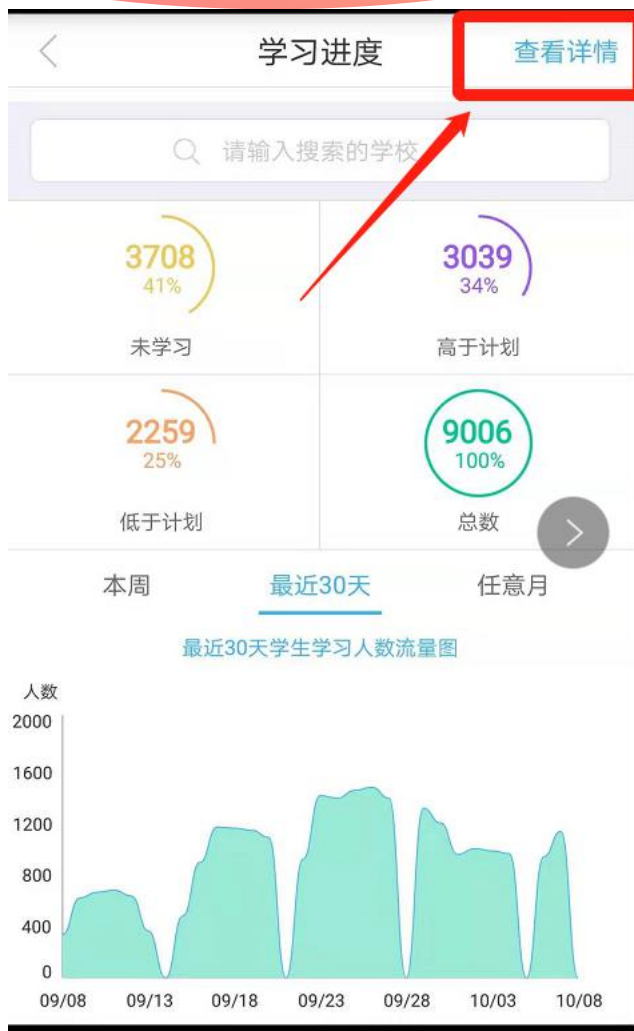 学习进度
查看详情
请输入搜索的学校
3708
41%
未学习
3039
34%
高于计划
2259
25%
低于计划
9006
100%
总数
本周
最近30天
任意月
最近30天学生学习人数流量图
人数
2000
1600
1200
800
400
0
09/08 09/13 09/18 09/23 09/28 10/03 10/08